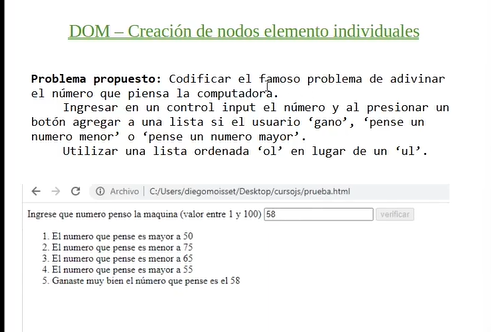 DOM – Creación de nodos elemento individuales
Problema propuesto: Codificar el famoso problema de adivinar
el número que piensa la computadora.
Ingresar en un control input el número y al presionar un
botón agregar a una lista si el usuario ‘gano’, ‘pense un
numero menor’ o ‘pense un numero mayor’.
Utilizar una lista ordenada ‘ol’ en lugar de un ‘ul’.
Archivo | C:/Users/diegomoisset/Desktop/cursojs/prueba.html
Ingrese que numero penso la maquina (valor entre 1 y 100) 58 verificar
1. El numero que pense es mayor a 50
2. El numero que pense es menor a 75
3. El numero que pense es menor a 65
4. El numero que pense es mayor a 55
5. Ganaste muy bien el número que pense es el 58